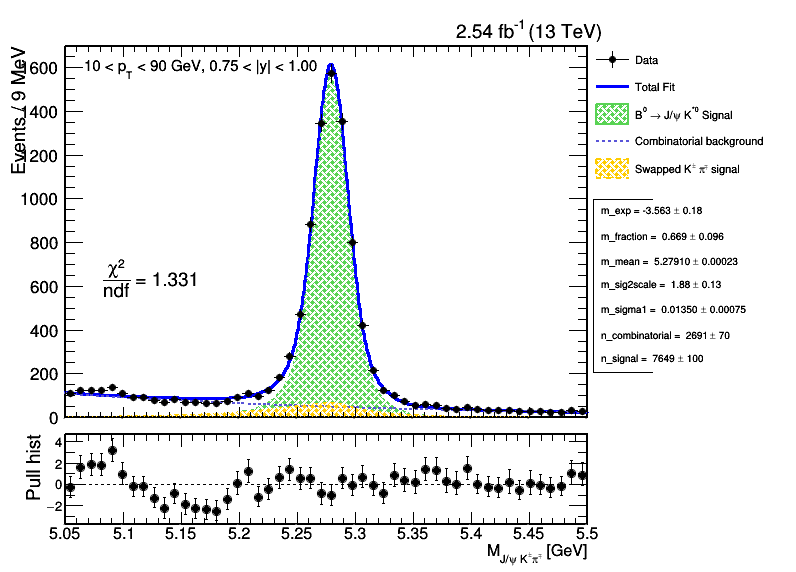 2.54 fb⁻¹ (13 TeV)
Events / 9 MeV
10 < p_T < 90 GeV, 0.75 < |y| < 1.00
1600
1400
1200
1000
800
600
400
200
0
χ²/ndf = 1.331
Data
Total Fit
B⁰ → J/ψ K*⁰ Signal
Combinatorial background
Swapped K± π∓ signal
m_exp = -3.563 ± 0.18
m_fraction = 0.669 ± 0.096
m_mean = 5.27910 ± 0.00023
m_sig2scale = 1.88 ± 0.13
m_sigma1 = 0.01350 ± 0.00075
n_combinatorial = 2691 ± 70
n_signal = 7649 ± 100
Pull hist
4
2
0
−2
5.05 5.1 5.15 5.2 5.25 5.3 5.35 5.4 5.45 5.5
M_J/ψ K± π∓ [GeV]